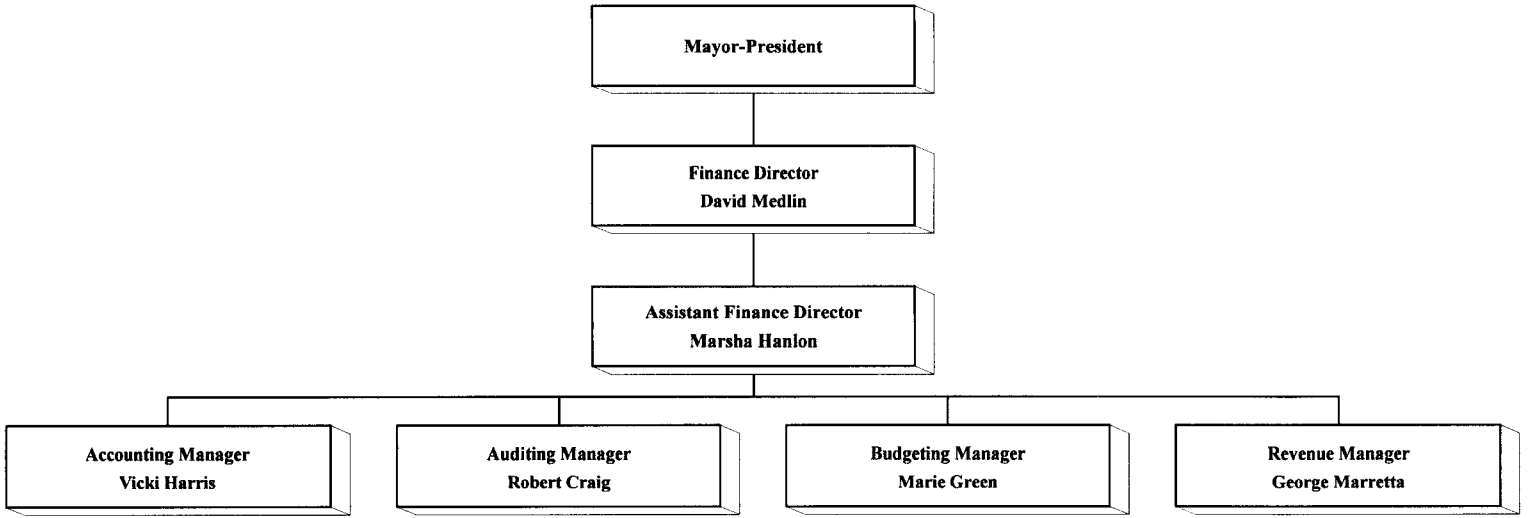 Mayor-President
Finance Director
David Medlin
Assistant Finance Director
Marsha Hanlon
Accounting Manager
Vicki Harris
Auditing Manager
Robert Craig
Budgeting Manager
Marie Green
Revenue Manager
George Marretta